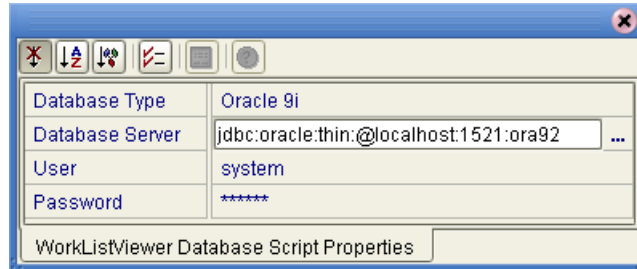 Database Type Oracle 9i
Database Server jdbc:oracle:thin:@localhost:1521:ora92 ...
User system
Password ******
WorkListViewer Database Script Properties